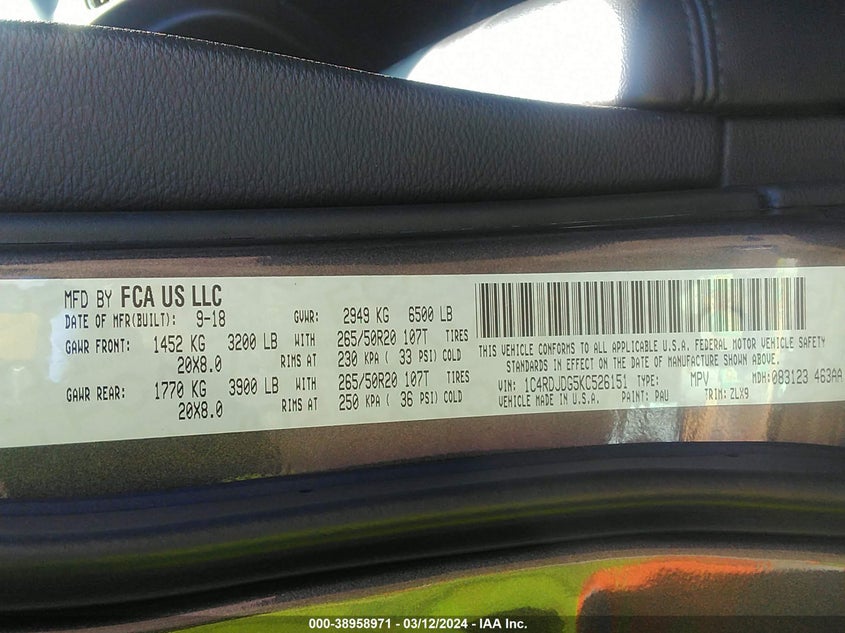 MFD BY FCA US LLC
DATE OF MFR(BUILT): 9-18 GVWR: 2949 KG 6500 LB
GAWR FRONT: 1452 KG 3200 LB WITH 265/50R20 107T TIRES
20X8.0 RIMS AT 230 KPA ( 33 PSI) COLD
GAWR REAR: 1770 KG 3900 LB WITH 265/50R20 107T TIRES
20X8.0 RIMS AT 250 KPA ( 36 PSI) COLD
THIS VEHICLE CONFORMS TO ALL APPLICABLE U.S.A. FEDERAL MOTOR VEHICLE SAFETY
STANDARDS IN EFFECT ON THE DATE OF MANUFACTURE SHOWN ABOVE.
VIN: 1C4RDJDG5KC526151 TYPE: MPV MDH: 083123 463AA
VEHICLE MADE IN U.S.A. PAINT: PAU TRIM: ZLX9
000-38958971 / 03/12/2024 - IAA Inc.